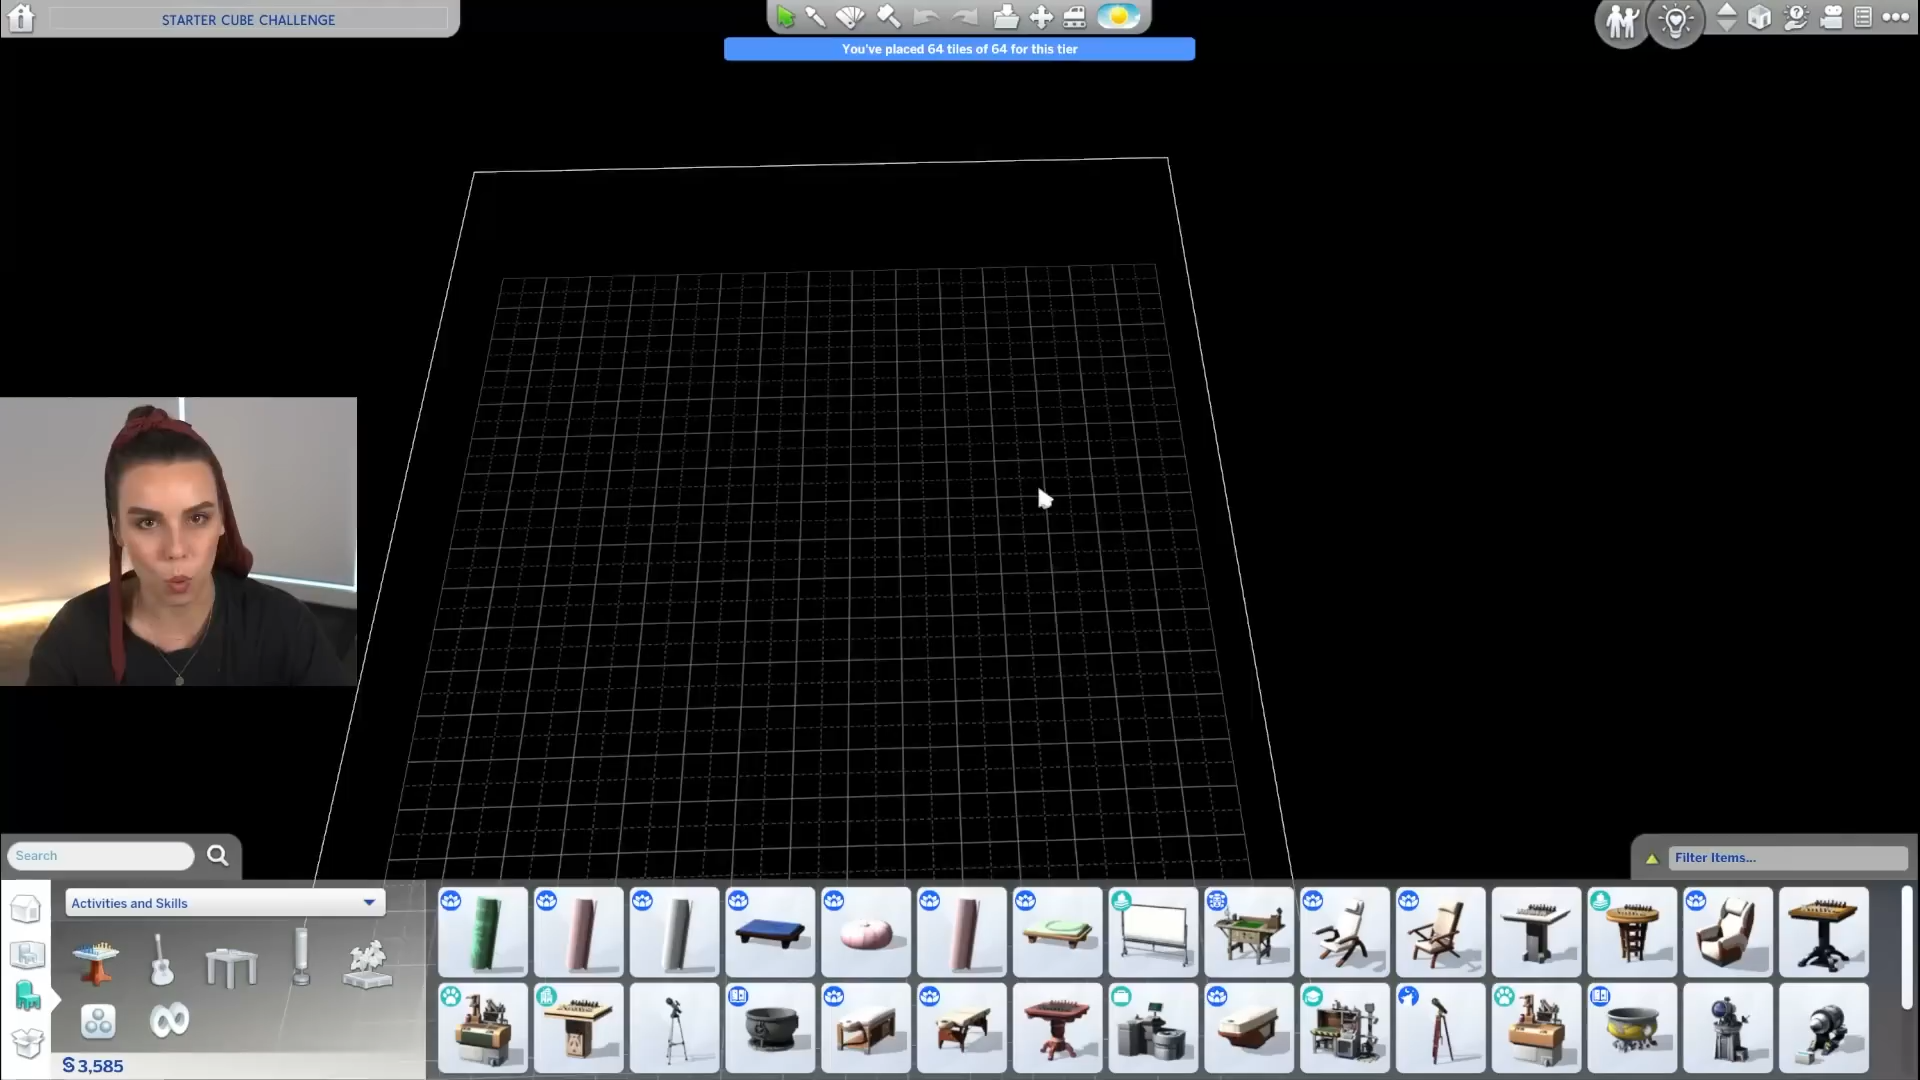 STARTER CUBE CHALLENGE
You've placed 64 tiles of 64 for this tier
Search
Filter Items...
Activities and Skills
§3,585